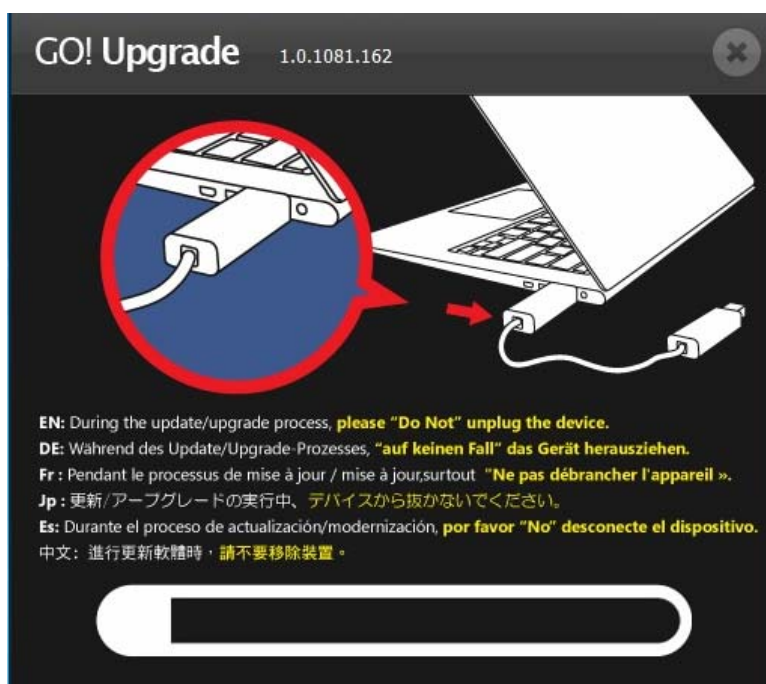 GO! Upgrade 1.0.1081.162
EN: During the update/upgrade process, please “Do Not” unplug the device.
DE: Während des Update/Upgrade-Prozesses, “auf keinen Fall” das Gerät herausziehen.
Fr : Pendant le processus de mise à jour / mise à jour,surtout "Ne pas débrancher l'appareil ».
Jp : 更新/アープグレードの実行中、デバイスから抜かないでください。
Es: Durante el proceso de actualización/modernización, por favor “No” desconecte el dispositivo.
中文: 進行更新軟體時，請不要移除裝置。